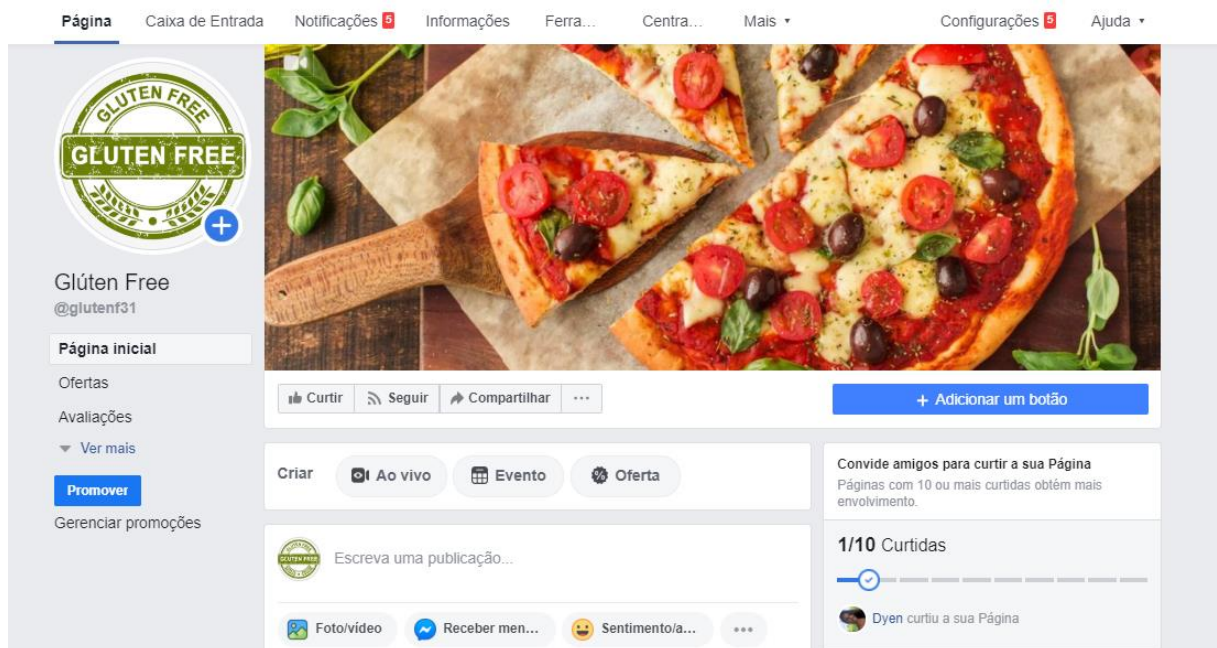 Página Caixa de Entrada Notificações 5 Informações Ferra... Centra... Mais Configurações 5 Ajuda
GLUTEN FREE
GLUTEN FREE
Glúten Free
@glutenf31
Página inicial
Ofertas
Avaliações
Ver mais
Promover
Gerenciar promoções
Curtir Seguir Compartilhar ...
+ Adicionar um botão
Criar Ao vivo Evento Oferta
Escreva uma publicação...
Foto/vídeo Receber men... Sentimento/a... ...
Convide amigos para curtir a sua Página
Páginas com 10 ou mais curtidas obtém mais
envolvimento.
1/10 Curtidas
Dyen curtiu a sua Página